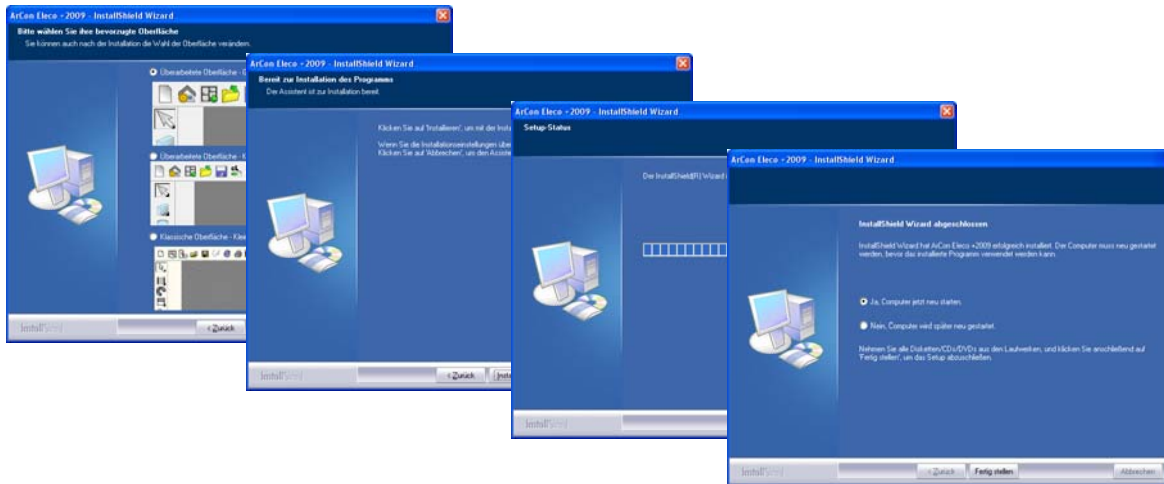 ArCon Eleco +2009 - InstallShield Wizard
Bitte wählen Sie ihre bevorzugte Oberfläche
Sie können auch nach der Installation die Wahl der Oberfläche verändern.
Überarbeitete Oberfläche - G
Überarbeitete Oberfläche - K
Klassische Oberfläche - Klei
InstallShield
< Zurück
ArCon Eleco +2009 - InstallShield Wizard
Bereit zur Installation des Programms
Der Assistent ist zur Installation bereit.
Klicken Sie auf 'Installieren', um mit der Insta
Wenn Sie die Installationseinstellungen übe
Klicken Sie auf 'Abbrechen', um den Assiste
InstallShield
< Zurück
Insta
ArCon Eleco +2009 - InstallShield Wizard
Setup-Status
Der InstallShield(R) Wizard i
InstallShield
ArCon Eleco +2009 - InstallShield Wizard
InstallShield Wizard abgeschlossen
InstallShield Wizard hat ArCon Eleco +2009 erfolgreich installiert. Der Computer muss neu gestartet
werden, bevor das installierte Programm verwendet werden kann.
Ja, Computer jetzt neu starten.
Nein, Computer wird später neu gestartet.
Nehmen Sie alle Disketten/CDs/DVDs aus den Laufwerken, und klicken Sie anschließend auf
'Fertig stellen', um das Setup abzuschließen.
InstallShield
< Zurück
Fertig stellen
Abbrechen